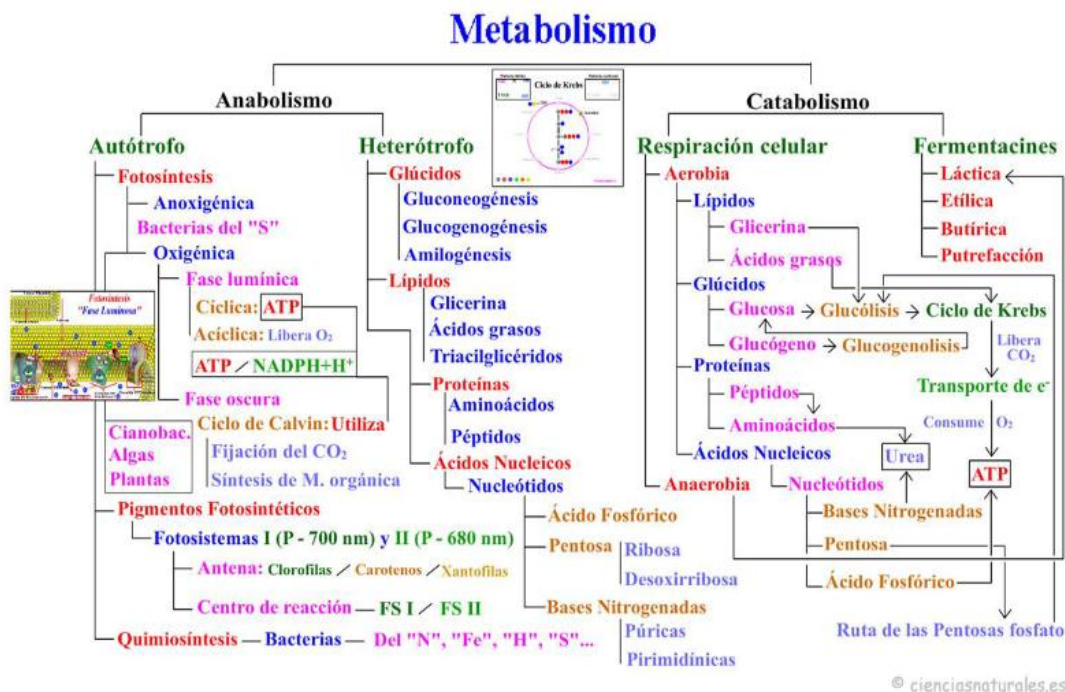 Metabolismo
Anabolismo
Catabolismo
Ciclo de Krebs
Autótrofo
Heterótrofo
Respiración celular
Fermentacines
Fotosíntesis
Anoxigénica
Bacterias del "S"
Oxigénica
Fase lumínica
Cíclica: ATP
Acíclica: Libera O₂
ATP / NADPH+H⁺
Fotosíntesis
"Fase Luminosa"
Fase oscura
Ciclo de Calvin: Utiliza
Fijación del CO₂
Síntesis de M. orgánica
Cianobac.
Algas
Plantas
Pigmentos Fotosintéticos
Fotosistemas I (P - 700 nm) y II (P - 680 nm)
Antena: Clorofilas / Carotenos / Xantofilas
Centro de reacción FS I / FS II
Quimiosíntesis Bacterias Del "N", "Fe", "H", "S"...
Glúcidos
Gluconeogénesis
Glucogenogénesis
Amilogénesis
Lípidos
Glicerina
Ácidos grasos
Triacilglicéridos
Proteínas
Aminoácidos
Péptidos
Ácidos Nucleicos
Nucleótidos
Ácido Fosfórico
Pentosa
Ribosa
Desoxirribosa
Bases Nitrogenadas
Púricas
Pirimidínicas
Aerobia
Lípidos
Glicerina
Ácidos grasos
Glúcidos
Glucosa Glucólisis Ciclo de Krebs
Glucógeno Glucogenolisis
Libera
CO₂
Proteínas
Péptidos
Aminoácidos
Transporte de e⁻
Consume O₂
Urea
ATP
Ácidos Nucleicos
Anaerobia
Nucleótidos
Bases Nitrogenadas
Pentosa
Ácido Fosfórico
Ruta de las Pentosas fosfato
Láctica
Etílica
Butírica
Putrefacción
© cienciasnaturales.es